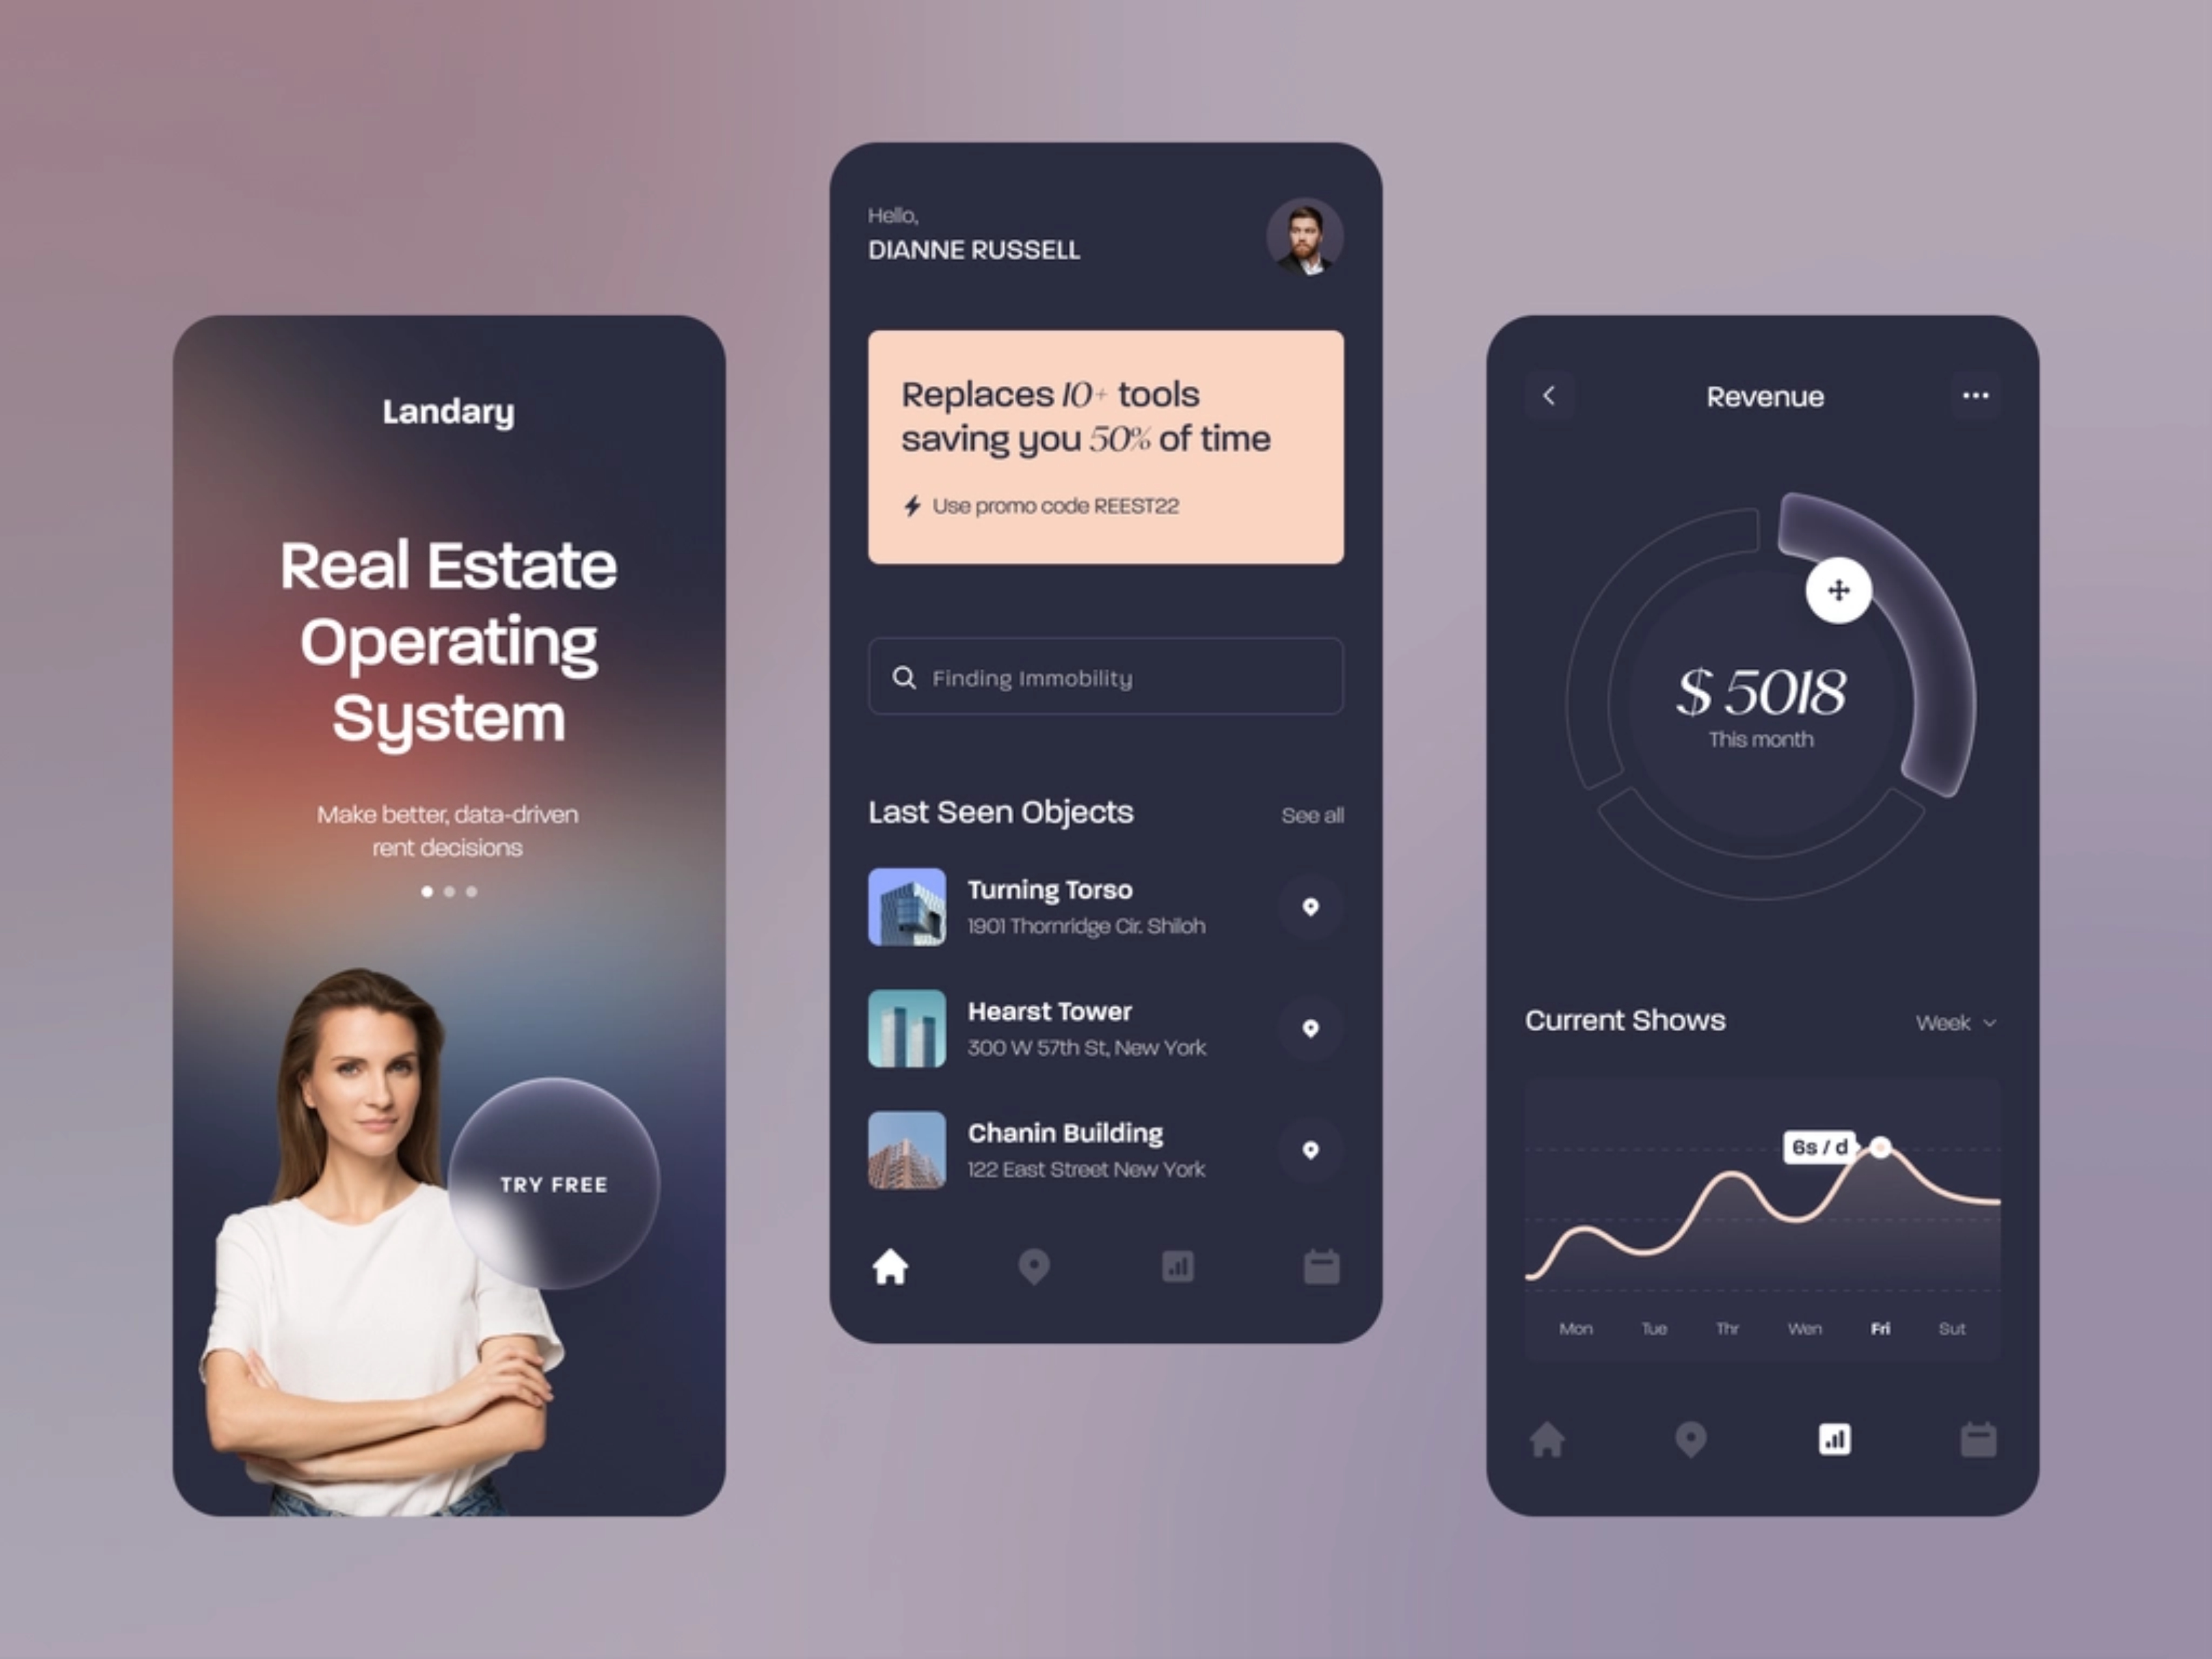 Landary
Real Estate
Operating
System
Make better, data-driven
rent decisions
TRY FREE
Hello,
DIANNE RUSSELL
Replaces 10+ tools
saving you 50% of time
Use promo code REEST22
Finding Immobility
Last Seen Objects
See all
Turning Torso
1901 Thornridge Cir. Shiloh
Hearst Tower
300 W 57th St, New York
Chanin Building
122 East Street New York
Revenue
$ 5018
This month
Current Shows
Week
6s / d
Mon Tue Thr Wen Fri Sut